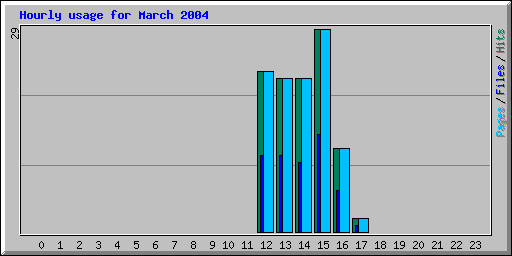 Hourly usage for March 2004
29
Pages/Files/Hits
0 1 2 3 4 5 6 7 8 9 10 11 12 13 14 15 16 17 18 19 20 21 22 23